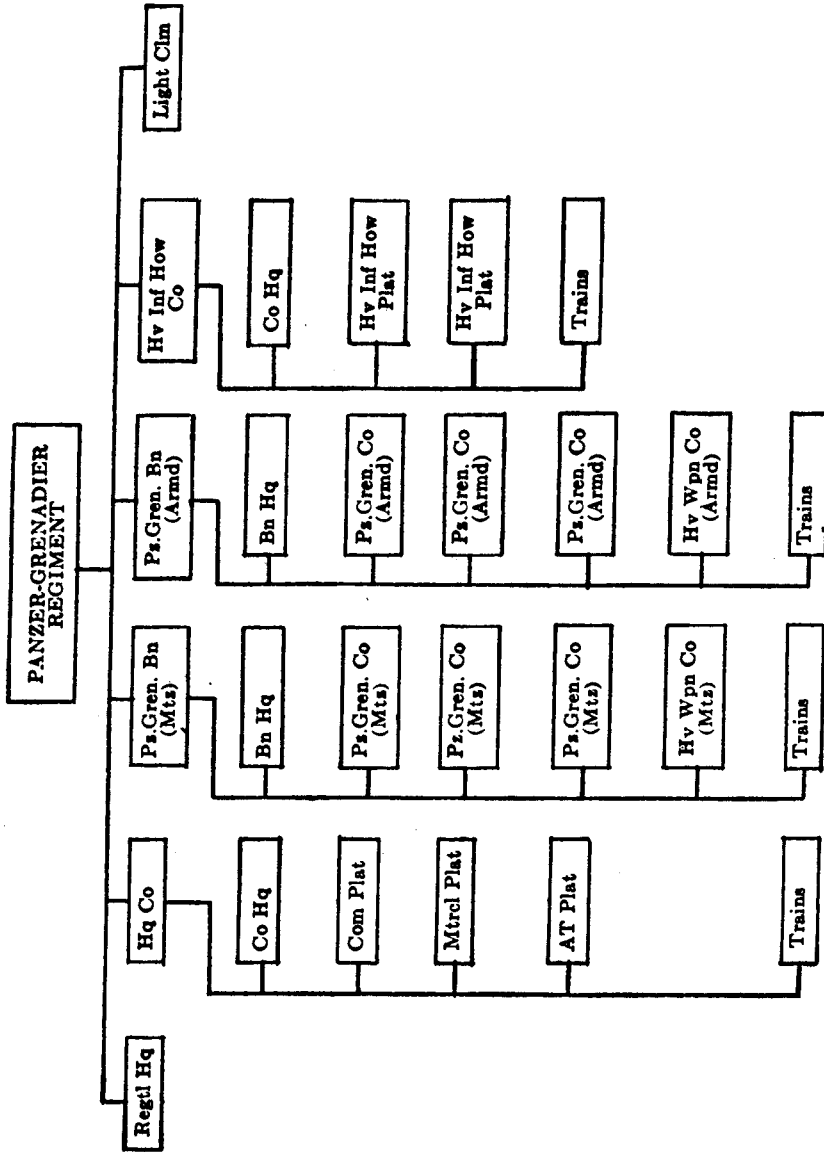 PANZER-GRENADIER
REGIMENT
Regtl Hq
Hq Co
Pz.Gren. Bn
(Mtz)
Pz.Gren. Bn
(Armd)
Hv Inf How
Co
Light Clm
Co Hq
Com Plat
Mtrcl Plat
AT Plat
Trains
Bn Hq
Pz.Gren. Co
(Mtz)
Pz.Gren. Co
(Mtz)
Pz.Gren. Co
(Mtz)
Hv Wpn Co
(Mtz)
Trains
Bn Hq
Pz.Gren. Co
(Armd)
Pz.Gren. Co
(Armd)
Pz.Gren. Co
(Armd)
Hv Wpn Co
(Armd)
Trains
Co Hq
Hv Inf How
Plat
Hv Inf How
Plat
Trains